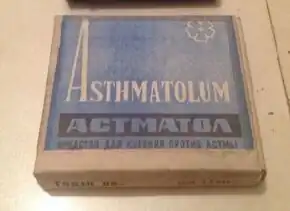 ASTHMATOLUM
АСТМАТОЛ
СРЕДСТВО ДЛЯ КУРЕНИЯ ПРОТИВ АСТМЫ